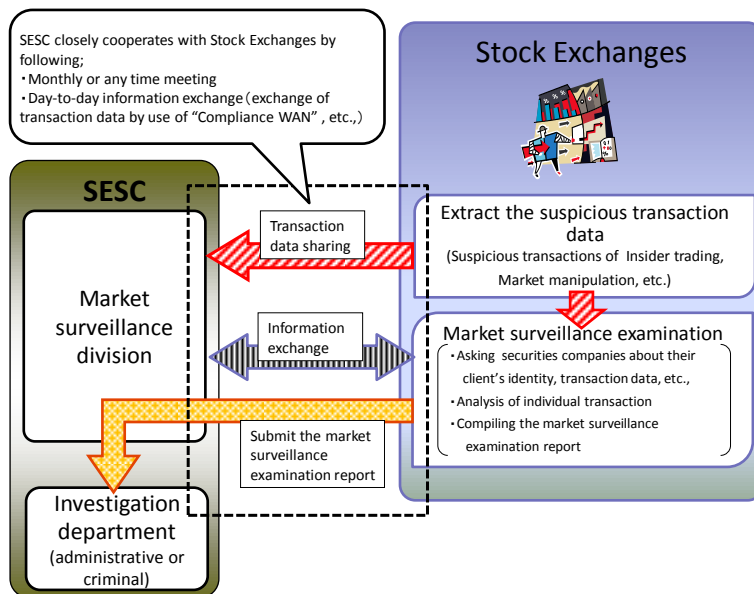 SESC closely cooperates with Stock Exchanges by
following;
・Monthly or any time meeting
・Day-to-day information exchange（exchange of
transaction data by use of “Compliance WAN” , etc.,）
Stock Exchanges
SESC
Market
surveillance
division
Investigation
department
(administrative or
criminal)
Transaction
data sharing
Information
exchange
Submit the market
surveillance
examination report
Extract the suspicious transaction
data
(Suspicious transactions of Insider trading,
Market manipulation, etc.)
Market surveillance examination
・Asking securities companies about their
client’s identity, transaction data, etc.,
・Analysis of individual transaction
・Compiling the market surveillance
examination report